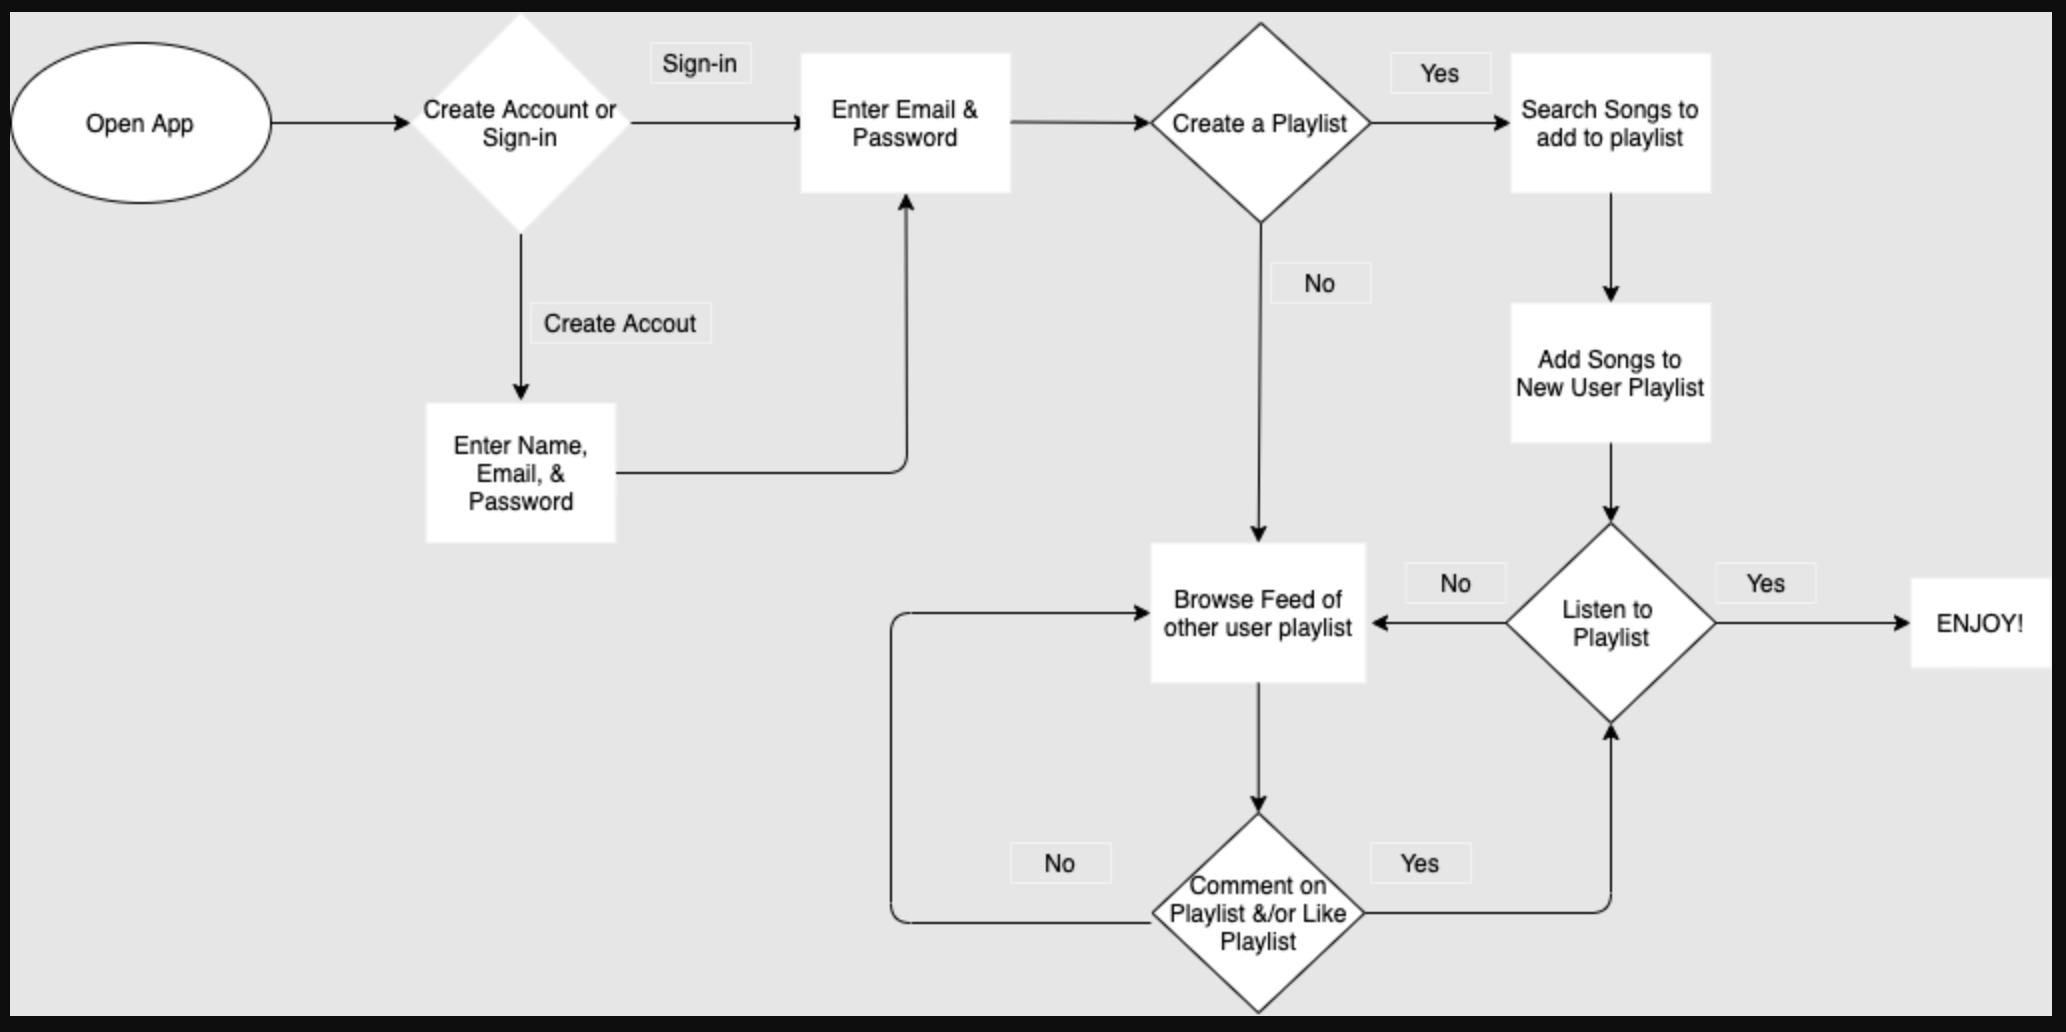 Open App
Create Account or
Sign-in
Sign-in
Enter Email &
Password
Create a Playlist
Yes
Search Songs to
add to playlist
No
Create Accout
Add Songs to
New User Playlist
Enter Name,
Email, &
Password
Browse Feed of
other user playlist
No
Listen to
Playlist
Yes
ENJOY!
No
Comment on
Playlist &/or Like
Playlist
Yes